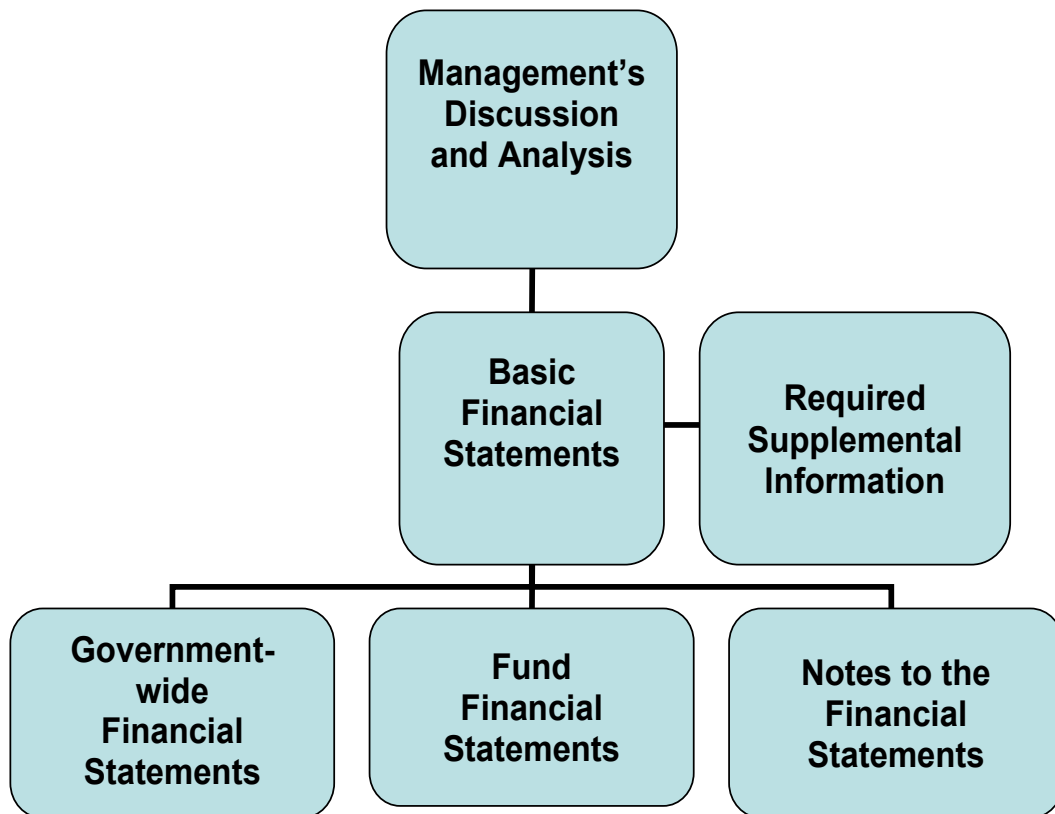 Management’s
Discussion
and Analysis
Basic
Financial
Statements
Required
Supplemental
Information
Government-
wide
Financial
Statements
Fund
Financial
Statements
Notes to the
Financial
Statements